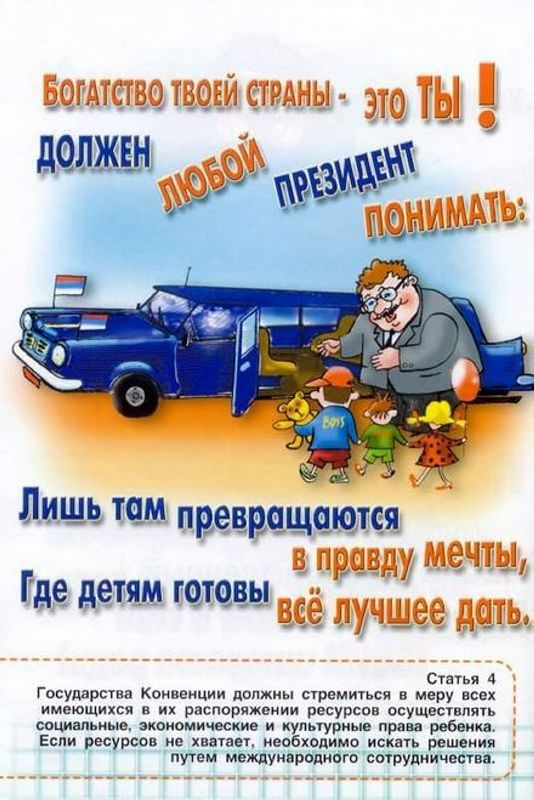 Богатство твоей страны - это ТЫ!
ДОЛЖЕН ЛЮБОЙ ПРЕЗИДЕНТ ПОНИМАТЬ:
BOSS
Лишь там превращаются
в правду мечты,
Где детям готовы
всё лучшее дать.
Статья 4
Государства Конвенции должны стремиться в меру всех
имеющихся в их распоряжении ресурсов осуществлять
социальные, экономические и культурные права ребенка.
Если ресурсов не хватает, необходимо искать решения
путем международного сотрудничества.